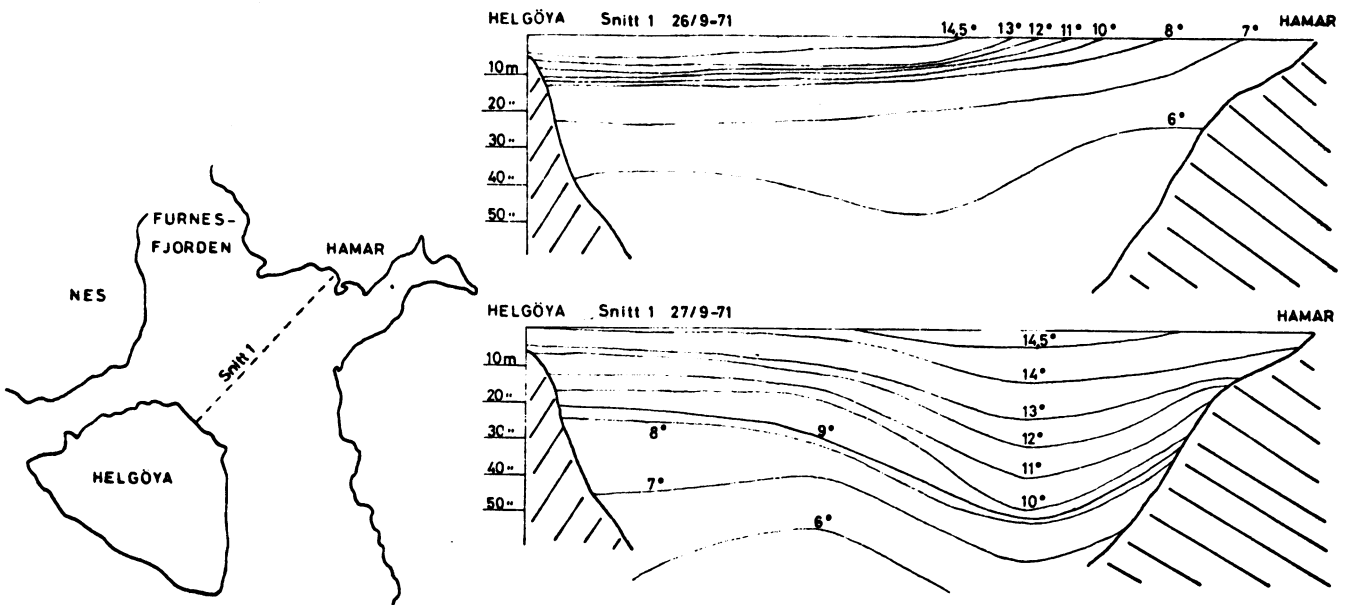 FURNES-
FJORDEN
HAMAR
NES
Snitt 1
HELGÖYA
HELGÖYA Snitt 1 26/9-71 HAMAR
14,5° 13° 12° 11° 10° 8° 7°
10m
20"
30"
40"
50"
6°
HELGÖYA Snitt 1 27/9-71 HAMAR
10m
20"
30"
40"
50"
14,5°
14°
13°
12°
11°
10°
9°
8°
7°
6°